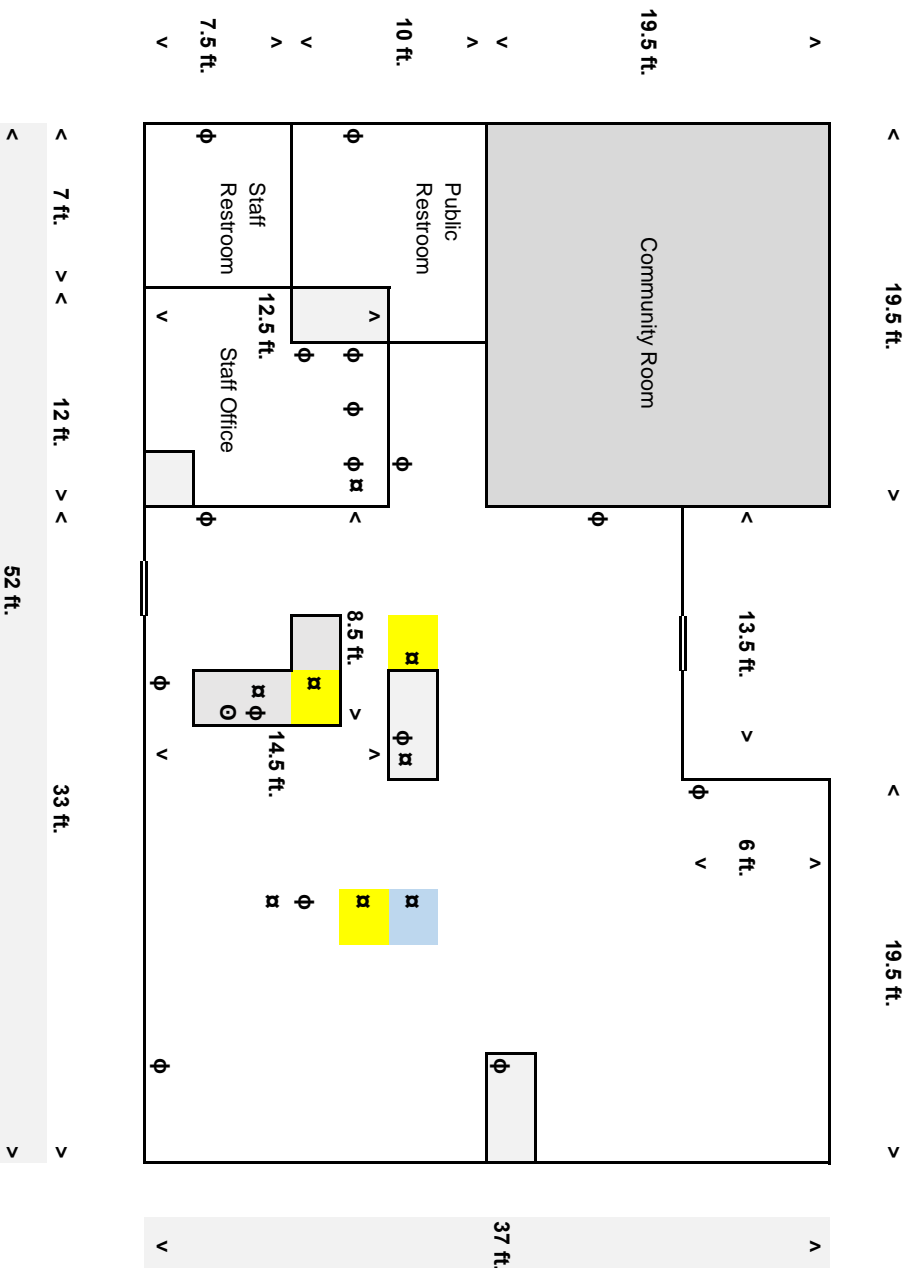 19.5 ft.
19.5 ft.
13.5 ft.
6 ft.
19.5 ft.
Community Room
37 ft.
Public
Restroom
10 ft.
8.5 ft.
14.5 ft.
12.5 ft.
Staff
Restroom
Staff Office
7.5 ft.
7 ft.
12 ft.
33 ft.
52 ft.